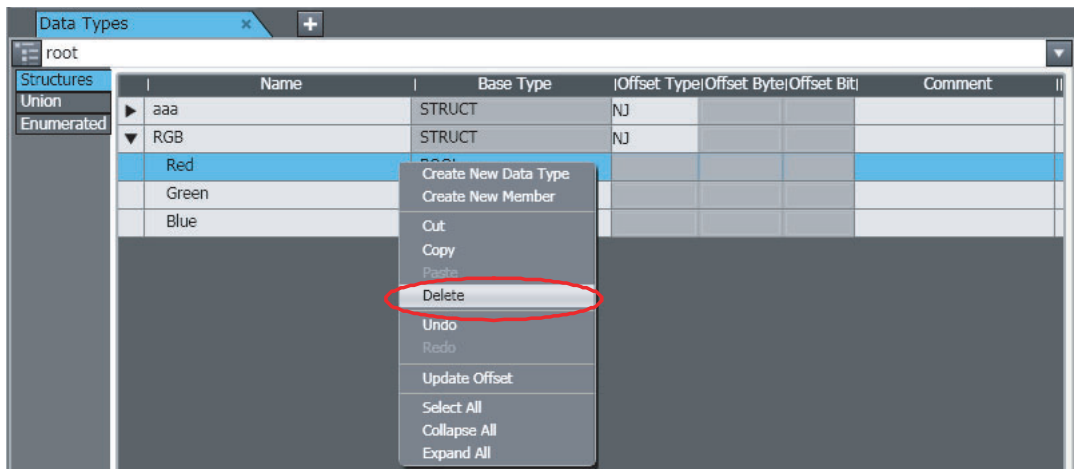 Data Types × +
root
Structures
Union
Enumerated
Name Base Type Offset Type Offset Byte Offset Bit Comment
aaa STRUCT NJ
RGB STRUCT NJ
Red BOOL
Green
Blue
Create New Data Type
Create New Member
Cut
Copy
Paste
Delete
Undo
Redo
Update Offset
Select All
Collapse All
Expand All